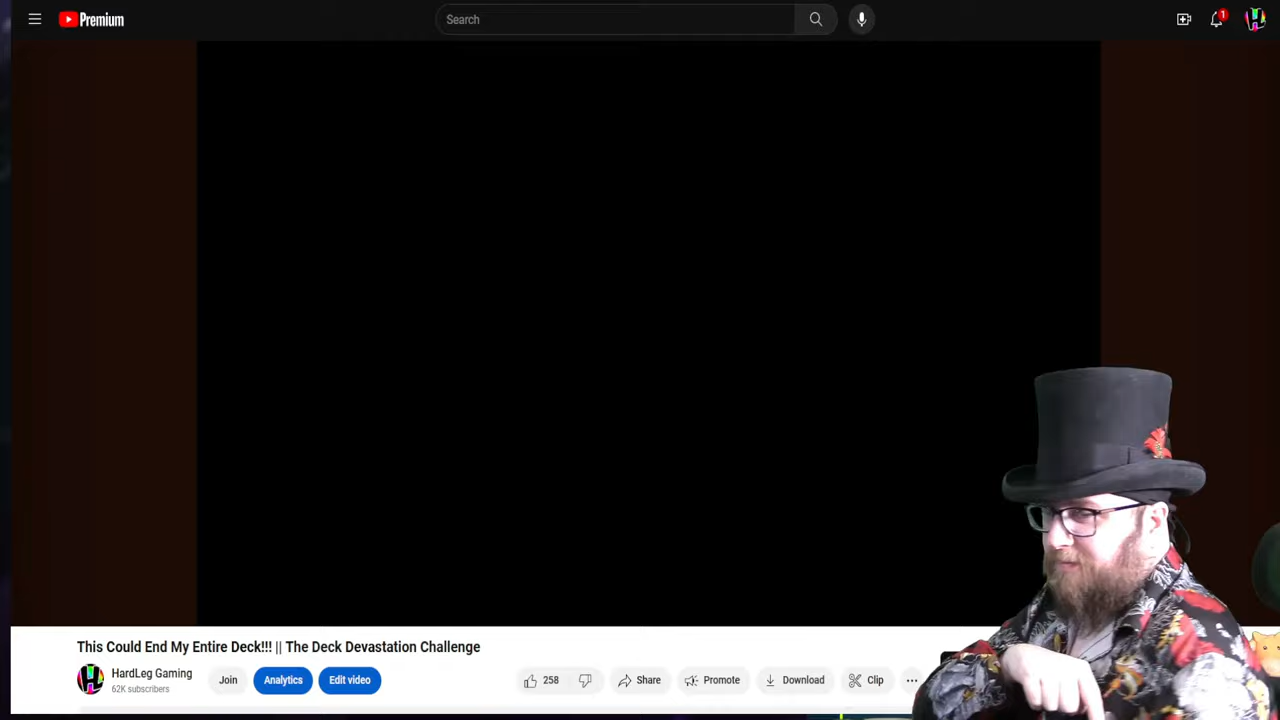 Premium
Search
1
This Could End My Entire Deck!!! || The Deck Devastation Challenge
HardLeg Gaming
62K subscribers
Join
Analytics
Edit video
258
Share
Promote
Download
Clip